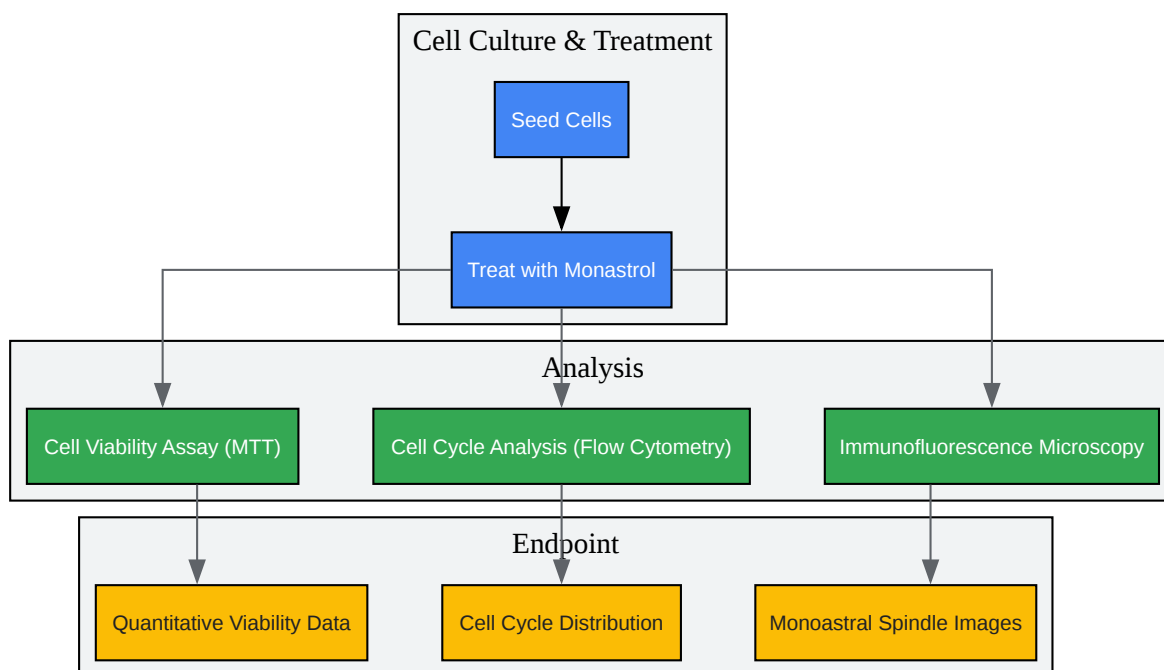 Cell Culture & Treatment
Seed Cells
Treat with Monastrol
Analysis
Cell Viability Assay (MTT)
Cell Cycle Analysis (Flow Cytometry)
Immunofluorescence Microscopy
Endpoint
Quantitative Viability Data
Cell Cycle Distribution
Monoastral Spindle Images